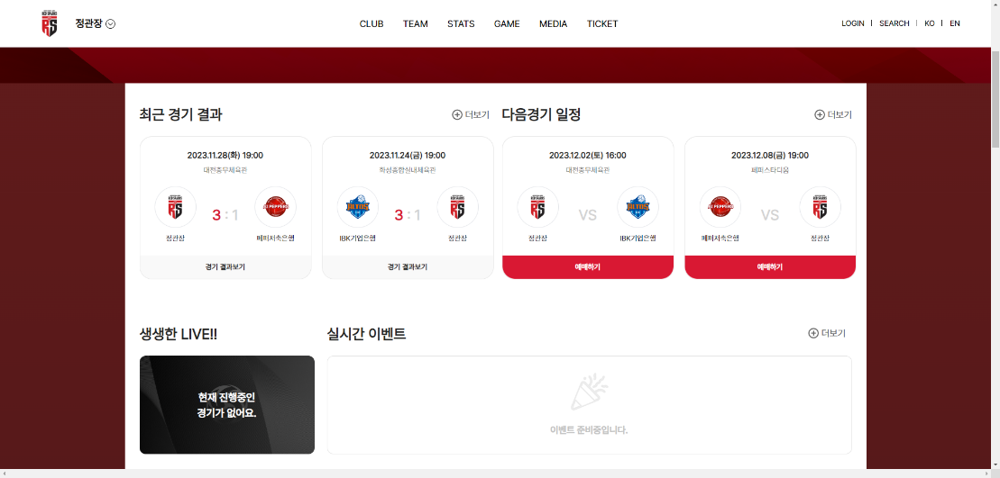 정관장
CLUB
TEAM
STATS
GAME
MEDIA
TICKET
LOGIN
SEARCH
KO
EN
최근 경기 결과
더보기
2023.11.28(화) 19:00
대전충무체육관
3 : 1
정관장
페퍼저축은행
경기 결과보기
2023.11.24(금) 19:00
화성종합실내체육관
3 : 1
IBK기업은행
정관장
경기 결과보기
다음경기 일정
더보기
2023.12.02(토) 16:00
대전충무체육관
VS
정관장
IBK기업은행
예매하기
2023.12.08(금) 19:00
페퍼스타디움
VS
페퍼저축은행
정관장
예매하기
생생한 LIVE!!
현재 진행중인
경기가 없어요.
실시간 이벤트
더보기
이벤트 준비중입니다.